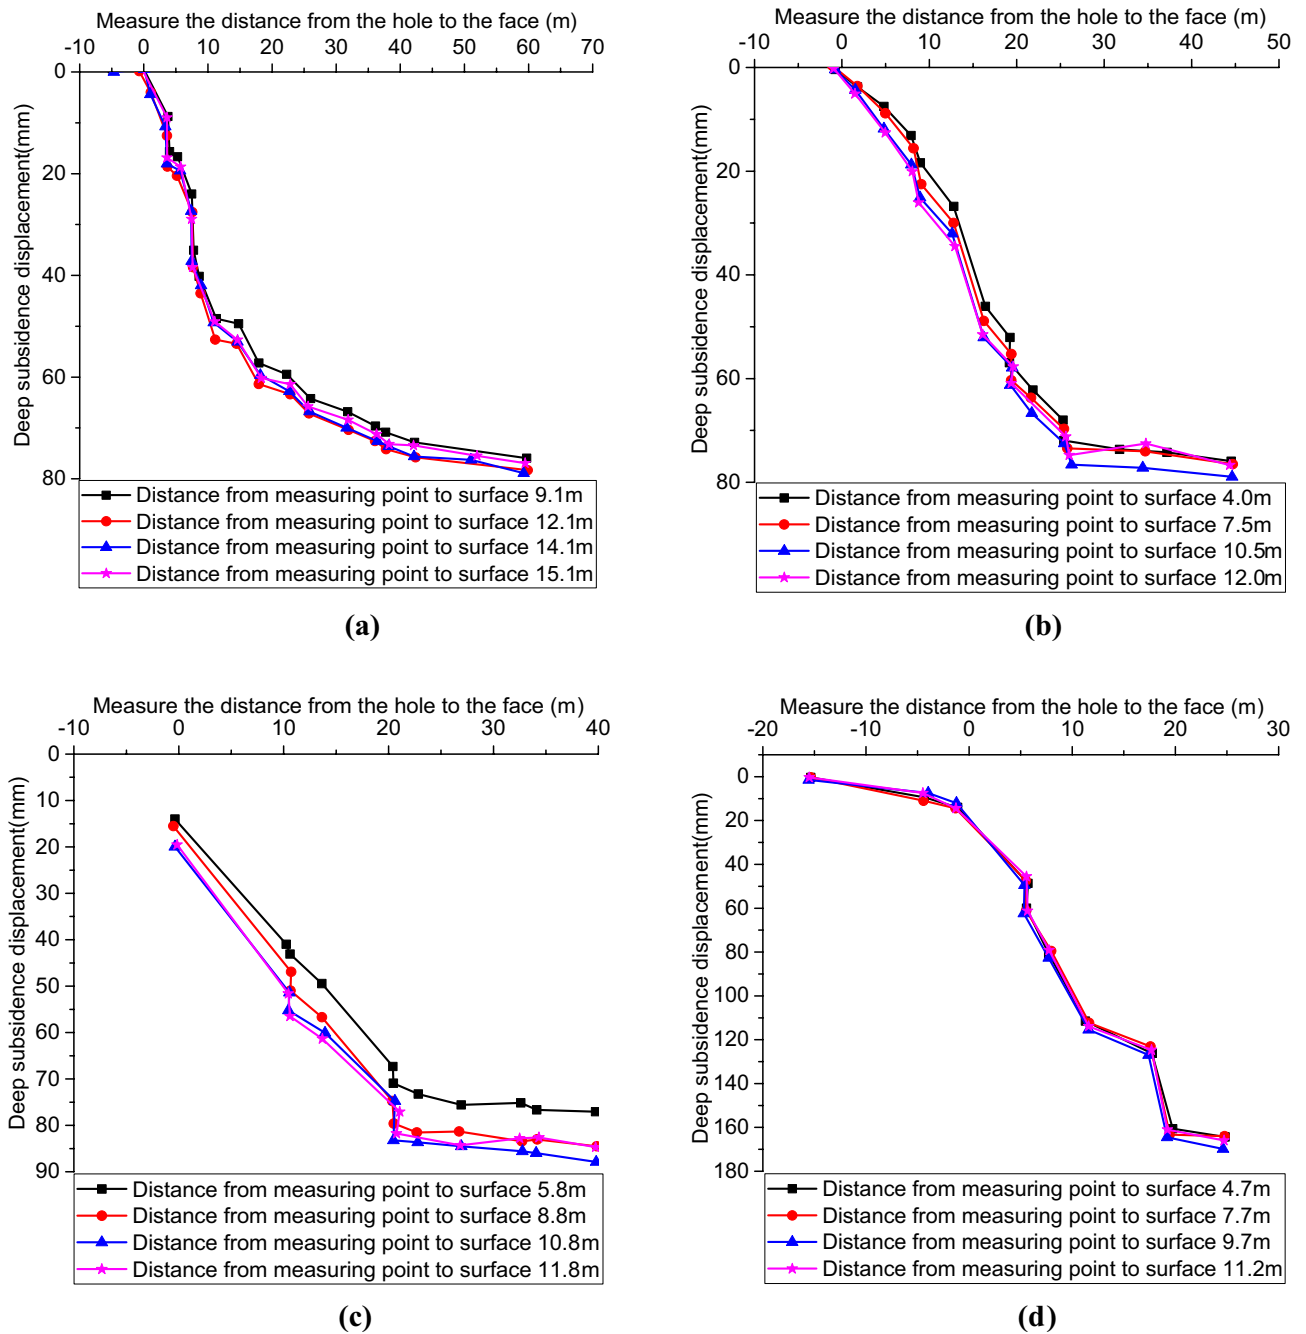 Measure the distance from the hole to the face (m)
-10 0 10 20 30 40 50 60 70
0
20
40
60
80
Deep subsidence displacement(mm)
Distance from measuring point to surface 9.1m
Distance from measuring point to surface 12.1m
Distance from measuring point to surface 14.1m
Distance from measuring point to surface 15.1m
(a)
Measure the distance from the hole to the face (m)
-10 0 10 20 30 40 50
0
20
40
60
80
Deep subsidence displacement(mm)
Distance from measuring point to surface 4.0m
Distance from measuring point to surface 7.5m
Distance from measuring point to surface 10.5m
Distance from measuring point to surface 12.0m
(b)
Measure the distance from the hole to the face (m)
-10 0 10 20 30 40
0
10
20
30
40
50
60
70
80
90
Deep subsidence displacement(mm)
Distance from measuring point to surface 5.8m
Distance from measuring point to surface 8.8m
Distance from measuring point to surface 10.8m
Distance from measuring point to surface 11.8m
(c)
Measure the distance from the hole to the face (m)
-20 -10 0 10 20 30
0
20
40
60
80
100
120
140
160
180
Deep subsidence displacement(mm)
Distance from measuring point to surface 4.7m
Distance from measuring point to surface 7.7m
Distance from measuring point to surface 9.7m
Distance from measuring point to surface 11.2m
(d)